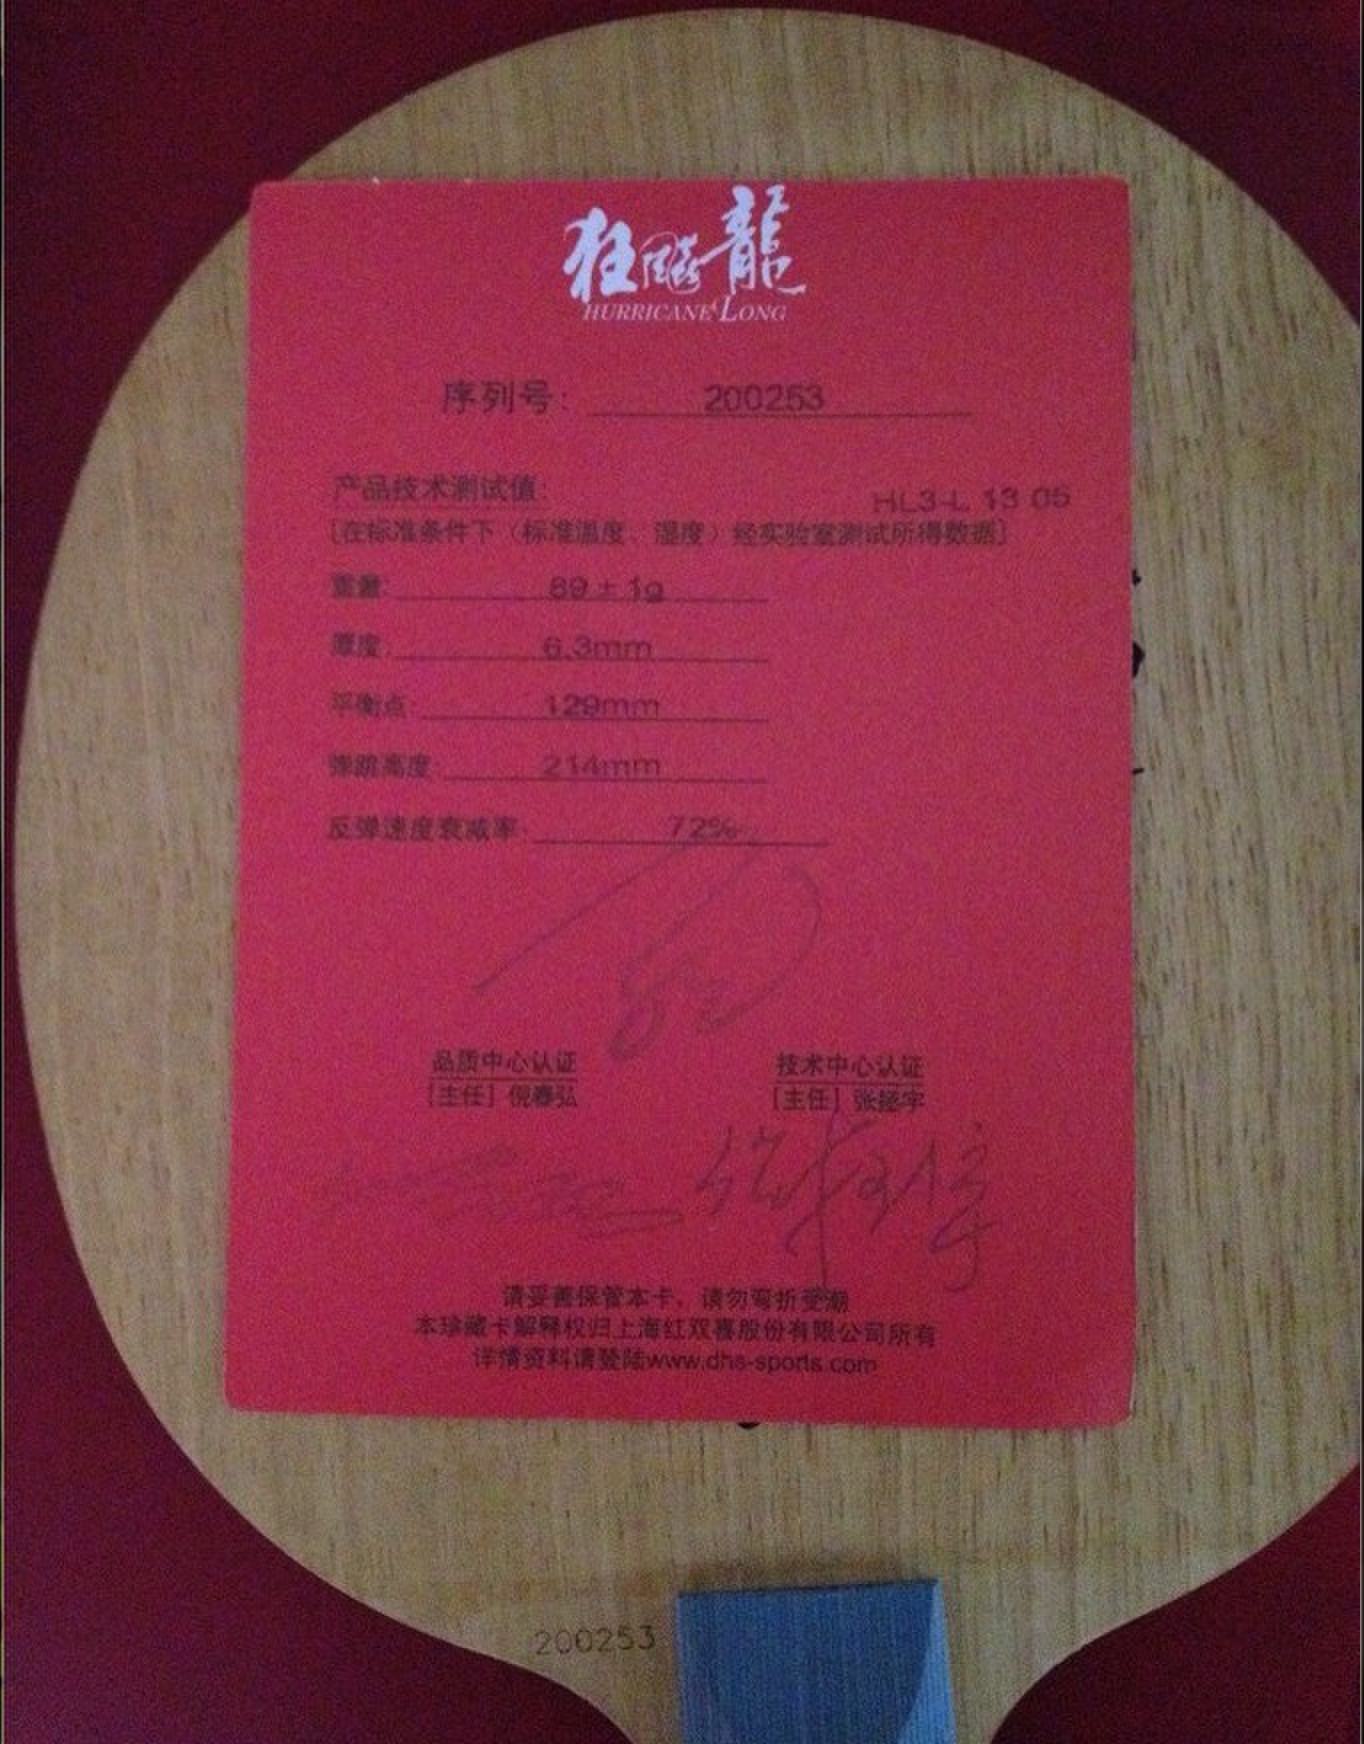 狂飚龍
HURRICANE LONG
序列号: 200253
产品技术测试值:
HL3-L 13 05
[在标准条件下（标准温度、湿度）经实验室测试所得数据]
重量: 89 ± 1g
厚度: 6.3mm
平衡点: 129mm
弹跳高度: 214mm
反弹速度衰减率: 72%
品质中心认证 技术中心认证
[主任] 倪春弘 [主任] 张拯宇
请妥善保管本卡，请勿弯折受潮
本珍藏卡解释权归上海红双喜股份有限公司所有
详情资料请登陆www.dhs-sports.com
200253